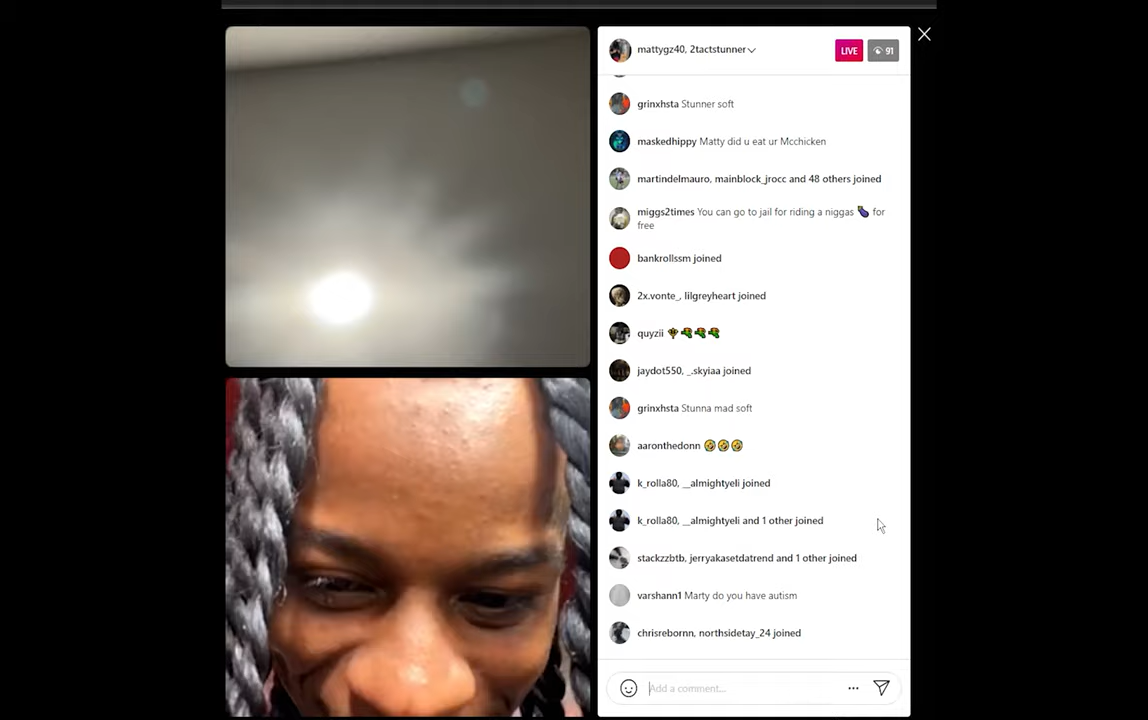 mattygz40, 2tactstunner
LIVE
91
grinxhsta Stunner soft
maskedhippy Matty did u eat ur Mcchicken
martindelmauro, mainblock_jrocc and 48 others joined
miggs2times You can go to jail for riding a niggas 🍆 for
free
bankrollssm joined
2x.vonte_, lilgreyheart joined
quyzii
jaydot550, _.skyiaa joined
grinxhsta Stunna mad soft
aaronthedonn 🤣🤣🤣
k_rolla80, __almightyeli joined
k_rolla80, __almightyeli and 1 other joined
stackzzbtb, jerryakasetdatrend and 1 other joined
varshann1 Marty do you have autism
chrisrebornn, northsidetay_24 joined
Add a comment...